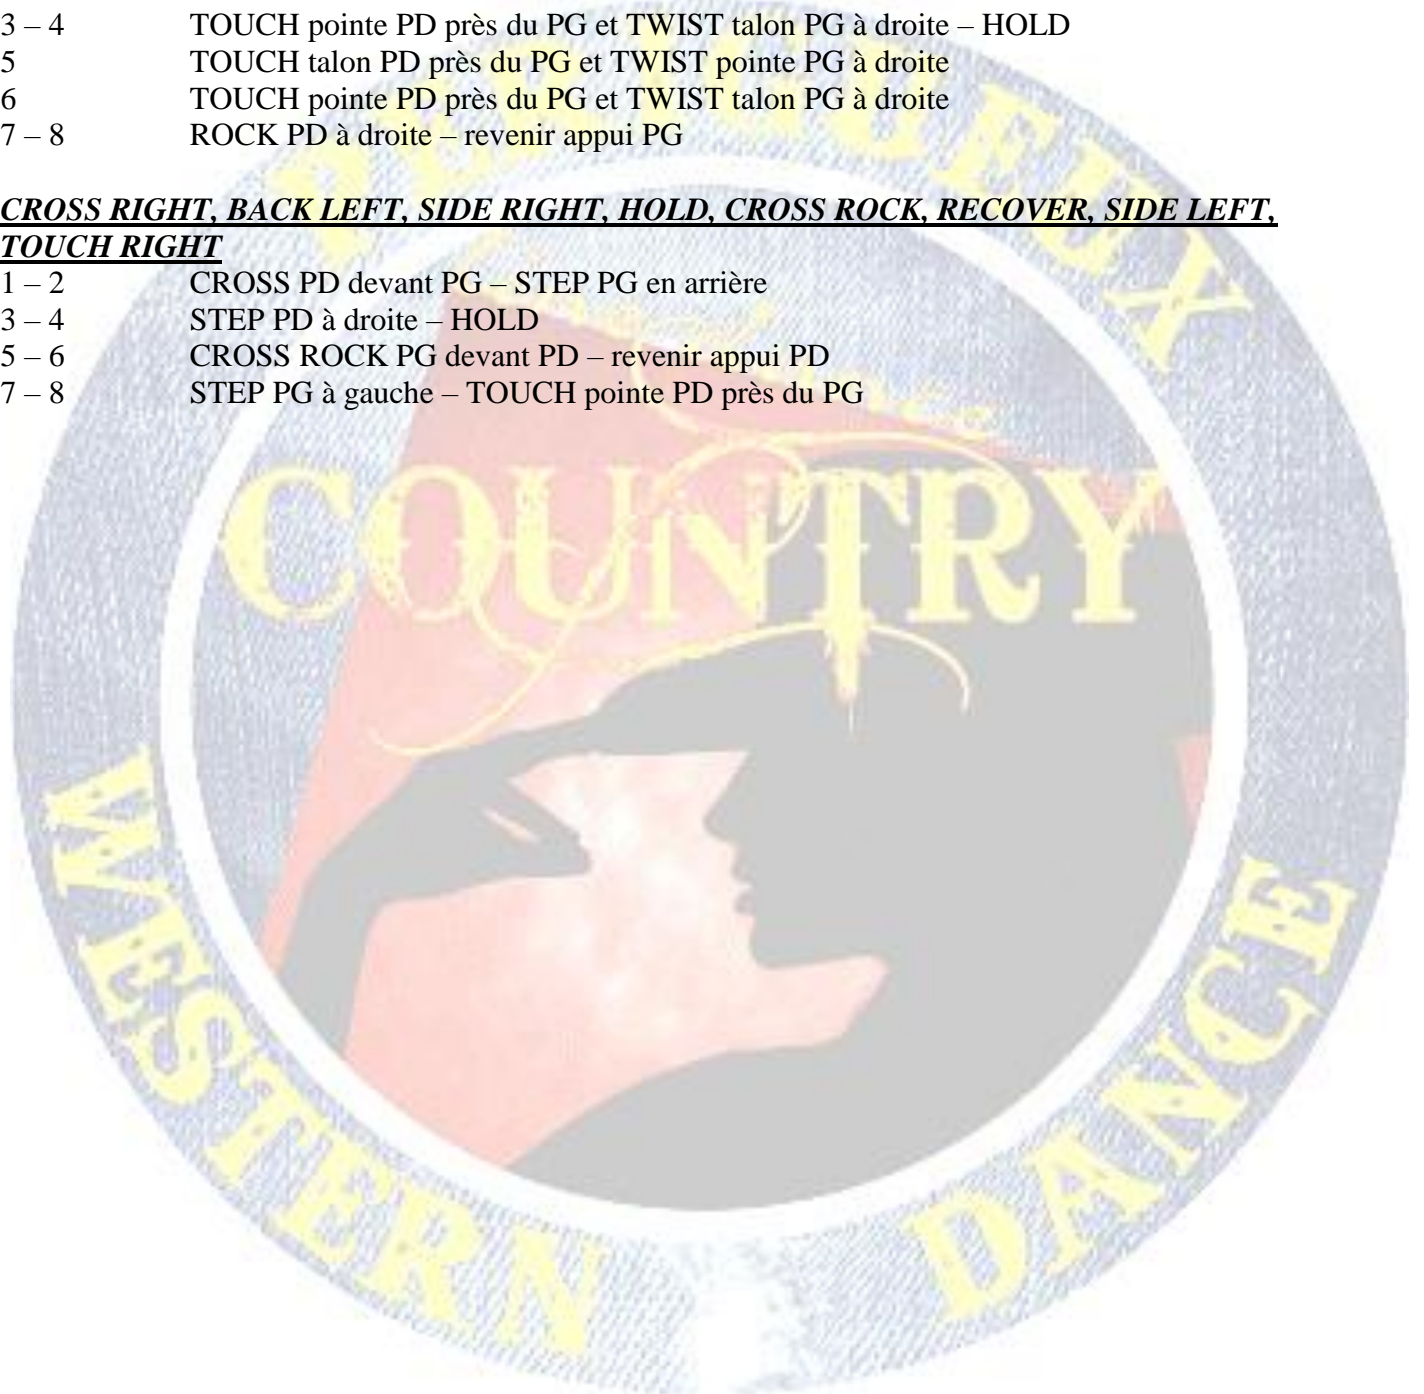 3 – 4 TOUCH pointe PD près du PG et TWIST talon PG à droite – HOLD
5 TOUCH talon PD près du PG et TWIST pointe PG à droite
6 TOUCH pointe PD près du PG et TWIST talon PG à droite
7 – 8 ROCK PD à droite – revenir appui PG
CROSS RIGHT, BACK LEFT, SIDE RIGHT, HOLD, CROSS ROCK, RECOVER, SIDE LEFT,
TOUCH RIGHT
1 – 2 CROSS PD devant PG – STEP PG en arrière
3 – 4 STEP PD à droite – HOLD
5 – 6 CROSS ROCK PG devant PD – revenir appui PD
7 – 8 STEP PG à gauche – TOUCH pointe PD près du PG
PERIGUEUX
COUNTRY
WESTERN
DANCE